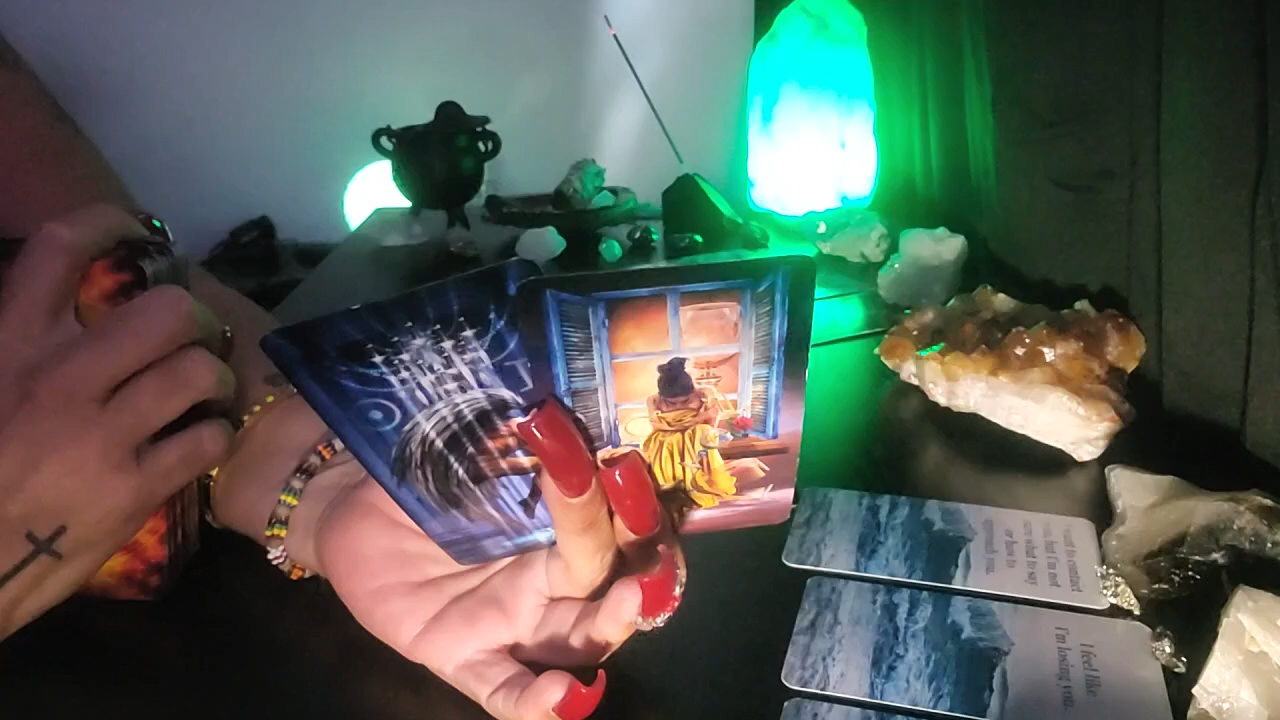 I want to contact
you but I'm not
sure what to say
or how to
approach you.
I feel like
I'm losing you.